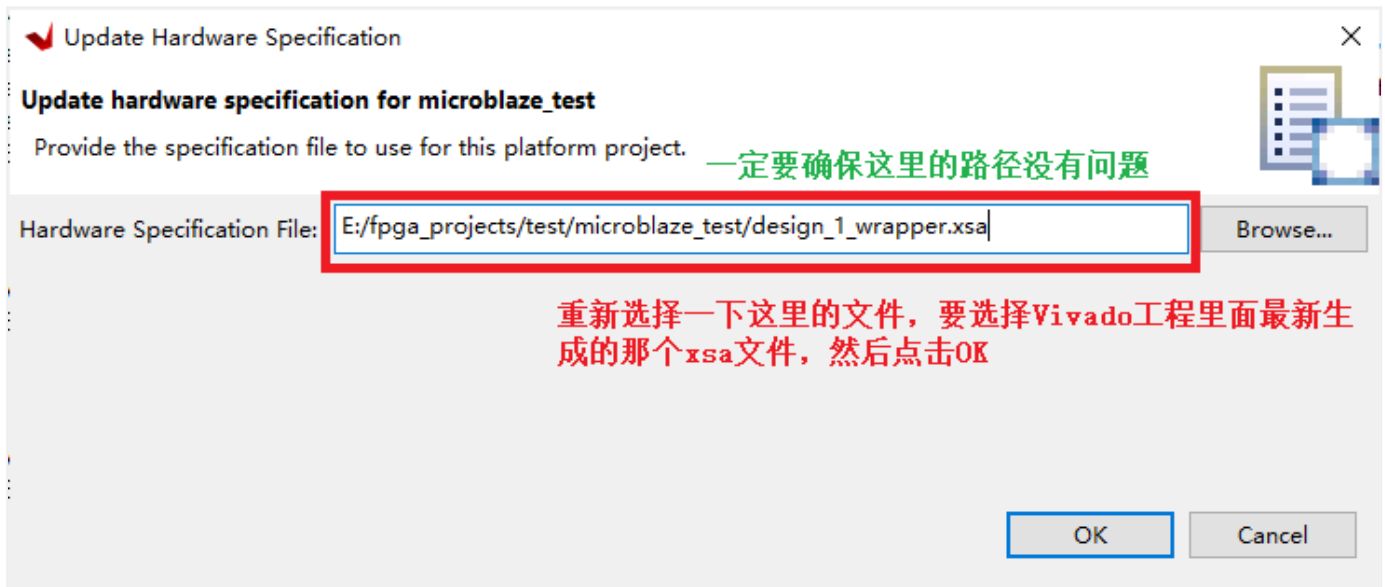 Update Hardware Specification
Update hardware specification for microblaze_test
Provide the specification file to use for this platform project.
一定要确保这里的路径没有问题
Hardware Specification File:
E:/fpga_projects/test/microblaze_test/design_1_wrapper.xsa
Browse...
重新选择一下这里的文件，要选择Vivado工程里面最新生
成的那个xsa文件，然后点击OK
OK
Cancel